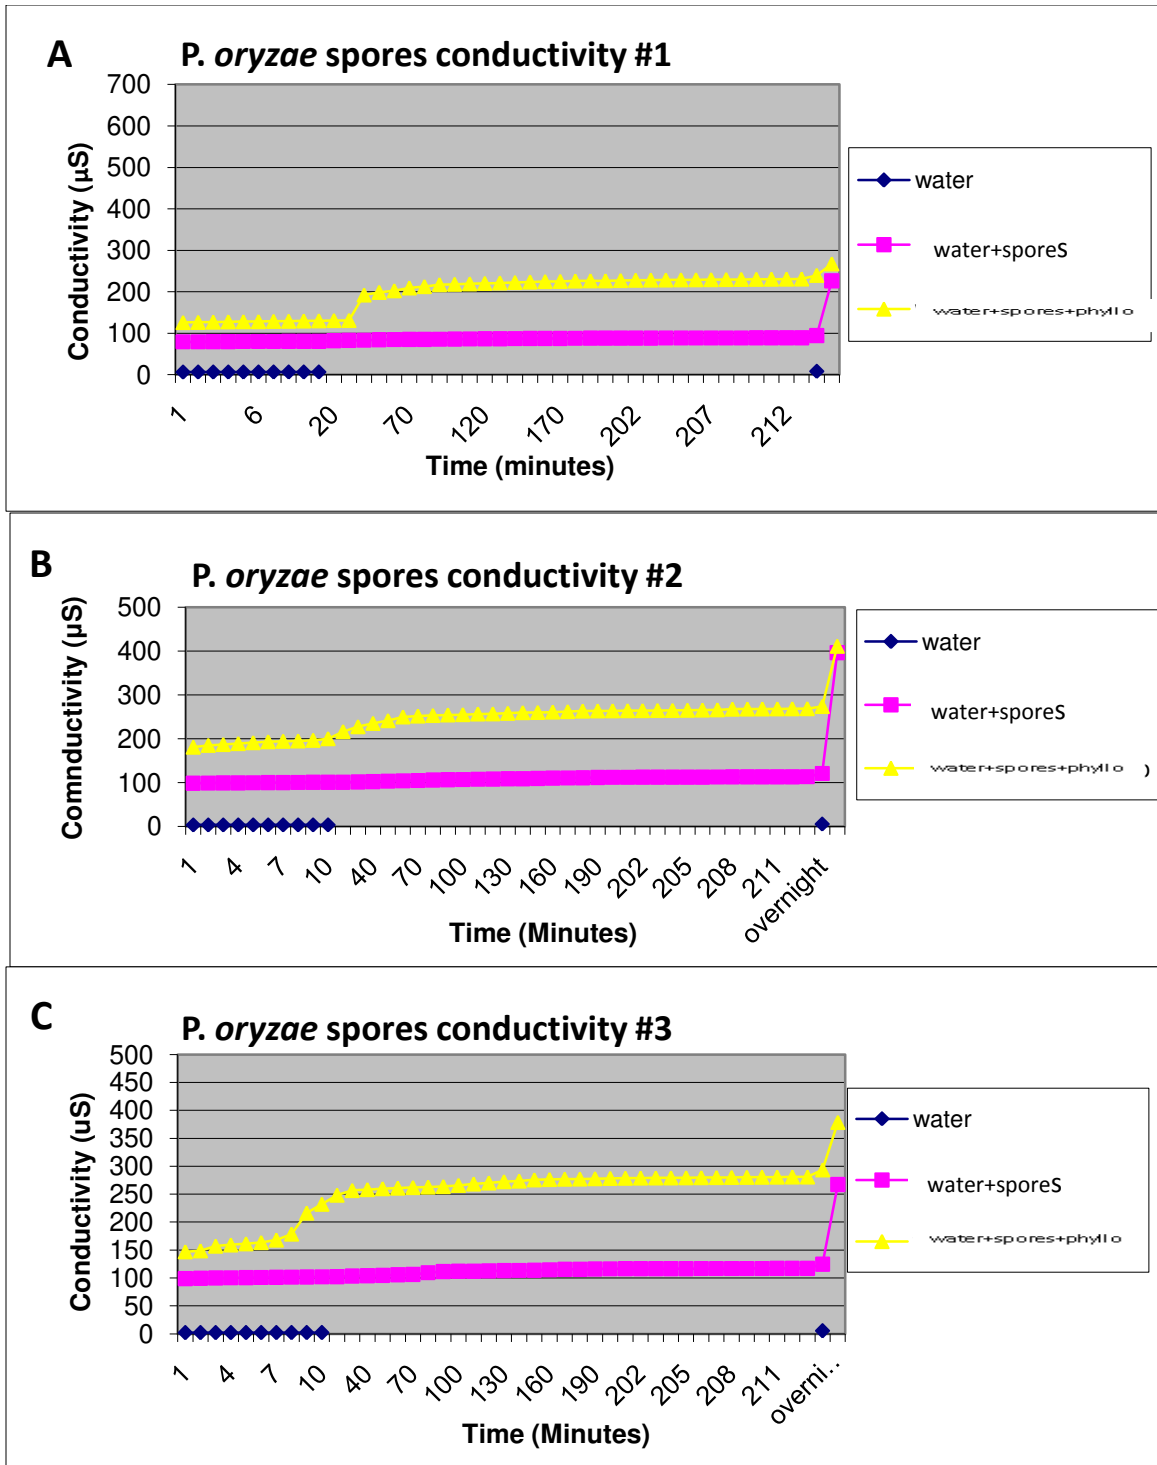 A
P. oryzae spores conductivity #1
700
600
500
400
300
200
100
0
Conductivity (µS)
1
6
20
70
120
170
202
207
212
Time (minutes)
water
water+sporeS
water+spores+phyllo
B
P. oryzae spores conductivity #2
500
400
300
200
100
0
Comnductivity (µS)
1
4
7
10
40
70
100
130
160
190
202
205
208
211
overnight
Time (Minutes)
water
water+sporeS
water+spores+phyllo )
C
P. oryzae spores conductivity #3
500
450
400
350
300
250
200
150
100
50
0
Conductivity (uS)
1
4
7
10
40
70
100
130
160
190
202
205
208
211
overni..
Time (Minutes)
water
water+sporeS
water+spores+phyllo